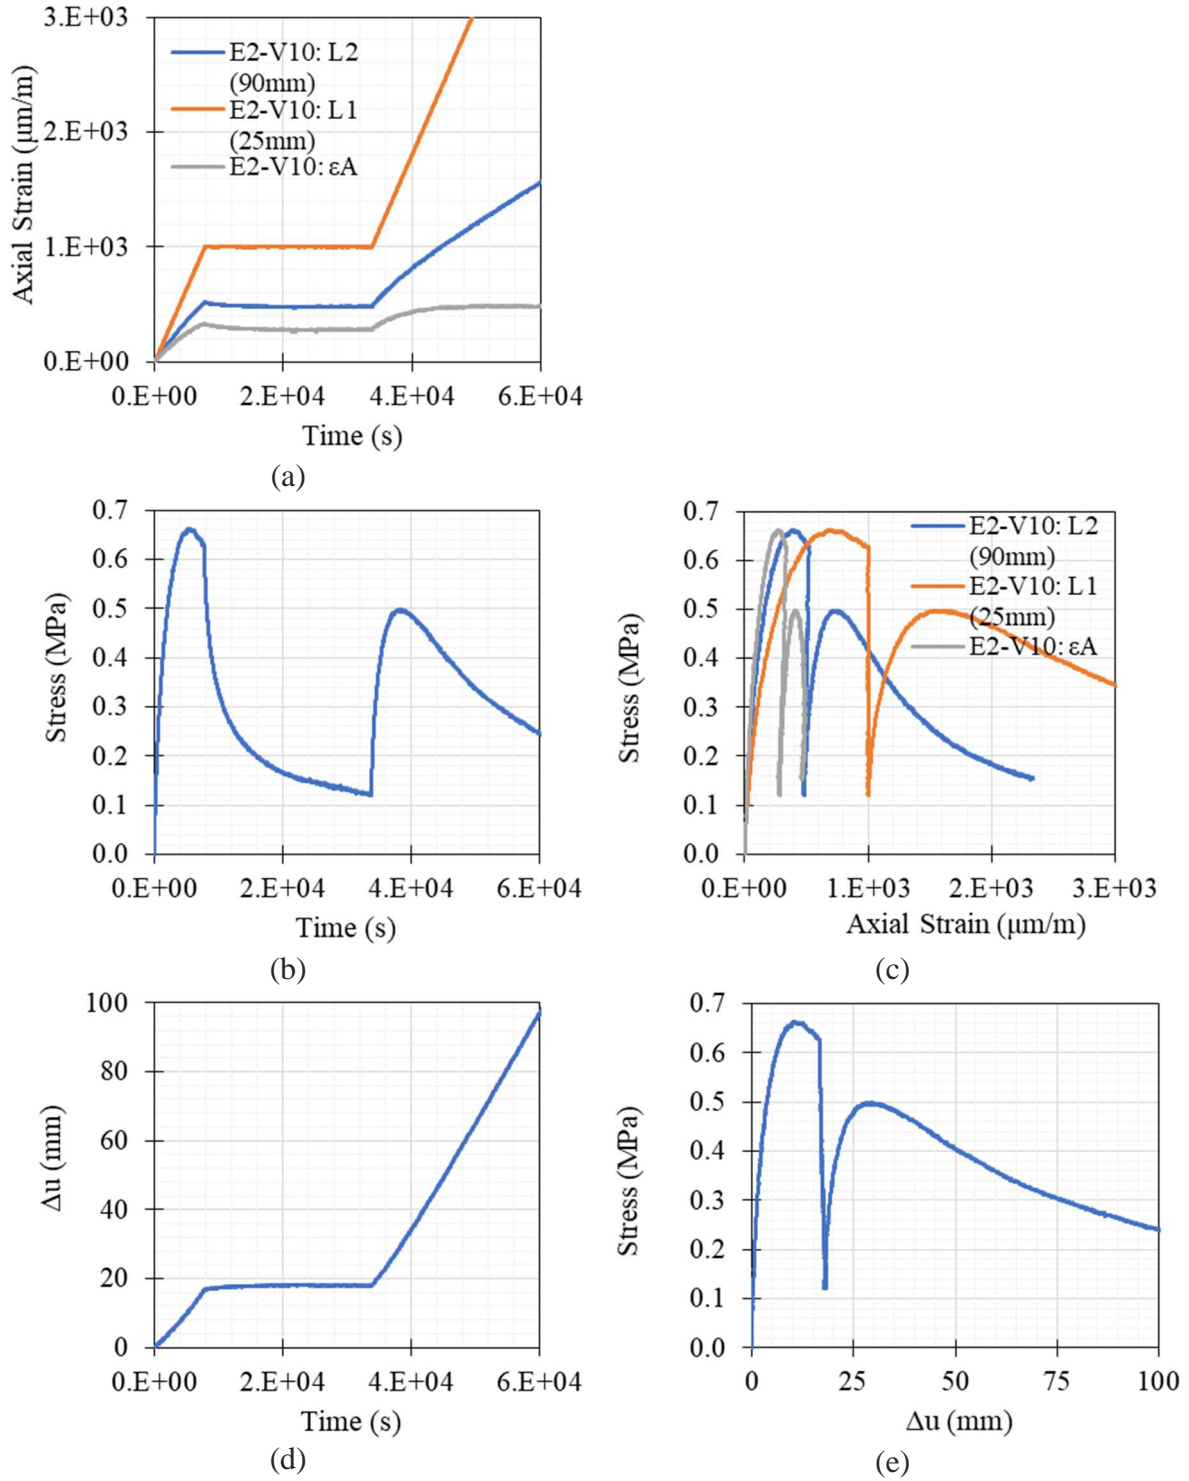 3.E+03
2.E+03
1.E+03
0.E+00
Axial Strain (µm/m)
E2-V10: L2
(90mm)
E2-V10: L1
(25mm)
E2-V10: εA
0.E+00 2.E+04 4.E+04 6.E+04
Time (s)
(a)
0.7
0.6
0.5
0.4
0.3
0.2
0.1
0.0
Stress (MPa)
0.E+00 2.E+04 4.E+04 6.E+04
Time (s)
(b)
0.7
0.6
0.5
0.4
0.3
0.2
0.1
0.0
Stress (MPa)
E2-V10: L2
(90mm)
E2-V10: L1
(25mm)
E2-V10: εA
0.E+00 1.E+03 2.E+03 3.E+03
Axial Strain (µm/m)
(c)
100
80
60
40
20
0
Δu (mm)
0.E+00 2.E+04 4.E+04 6.E+04
Time (s)
(d)
0.7
0.6
0.5
0.4
0.3
0.2
0.1
0.0
Stress (MPa)
0 25 50 75 100
Δu (mm)
(e)